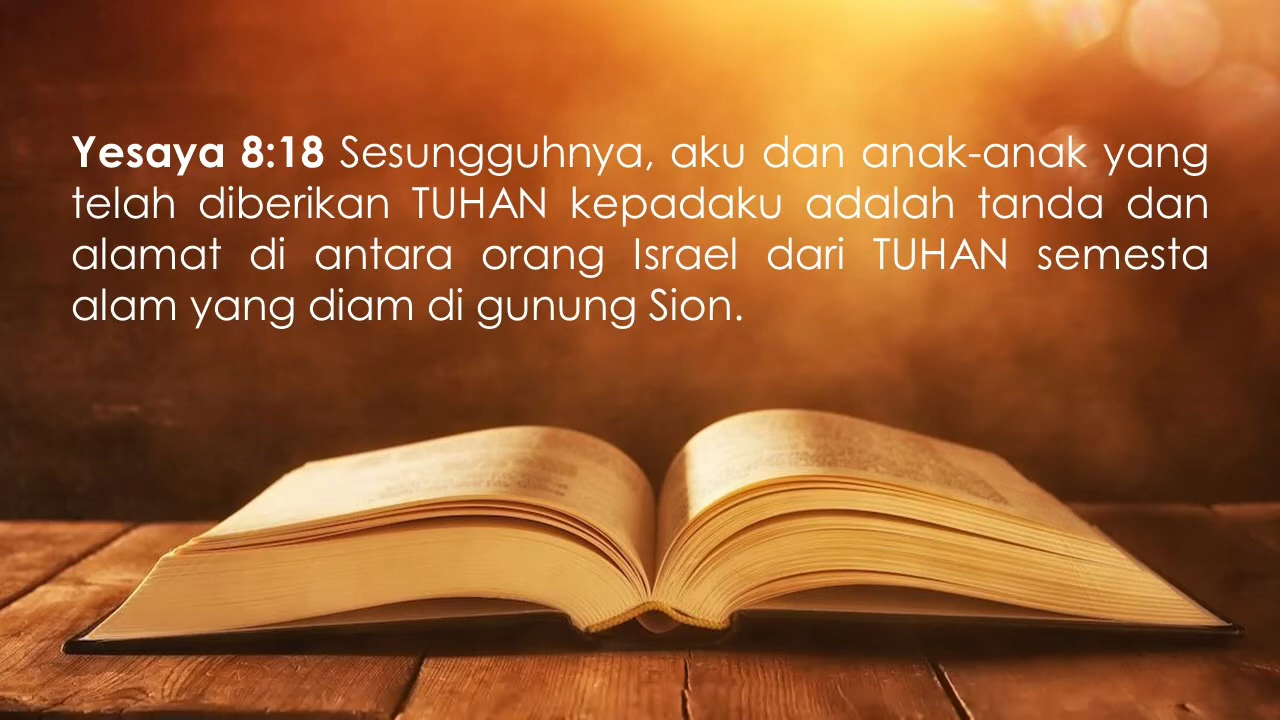 Yesaya 8:18 Sesungguhnya, aku dan anak-anak yang
telah diberikan TUHAN kepadaku adalah tanda dan
alamat di antara orang Israel dari TUHAN semesta
alam yang diam di gunung Sion.